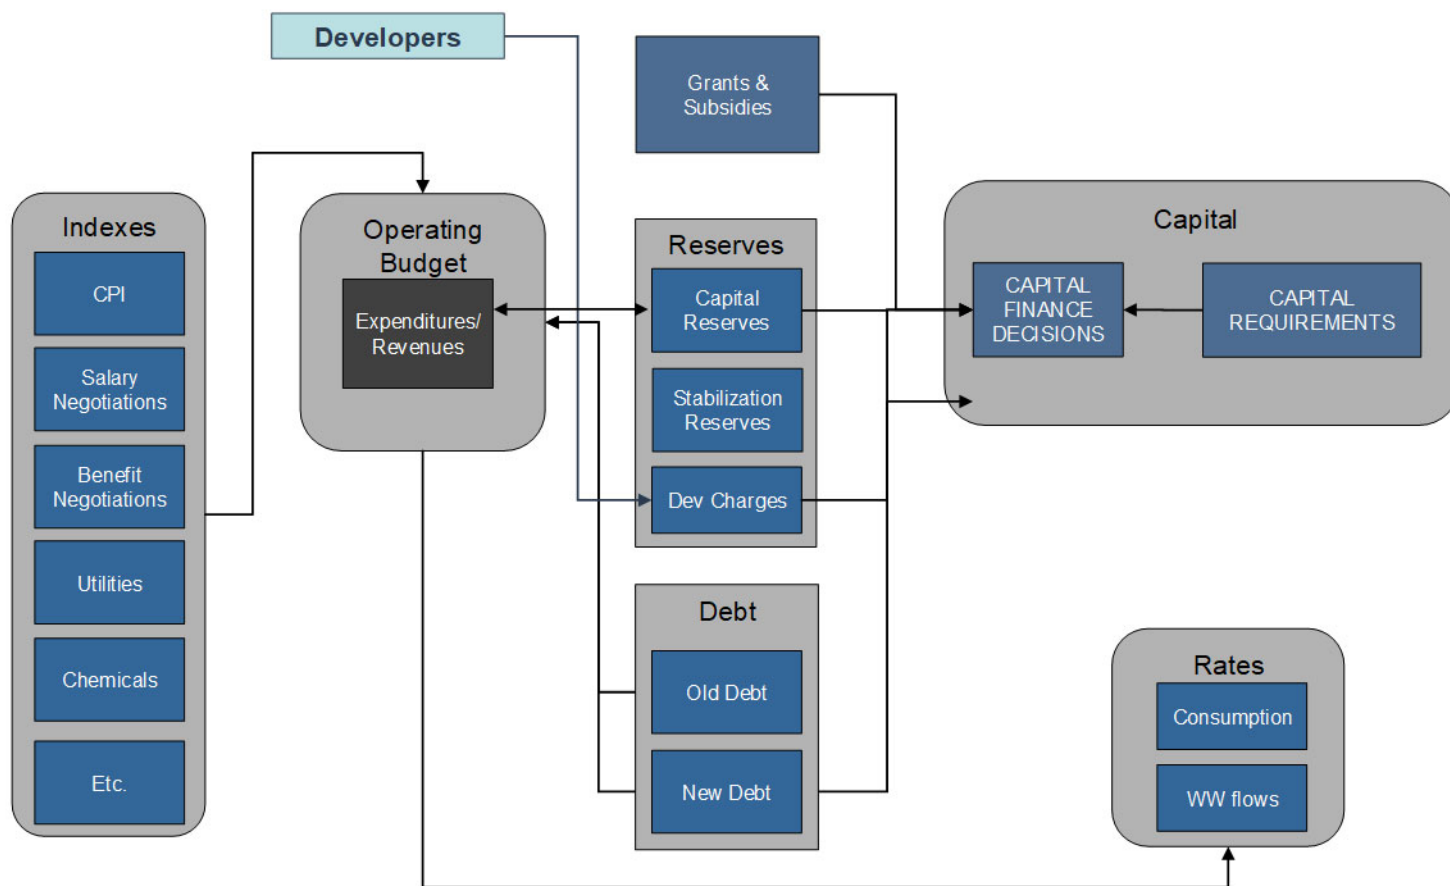 Developers
Grants &
Subsidies
Indexes
CPI
Salary
Negotiations
Benefit
Negotiations
Utilities
Chemicals
Etc.
Operating
Budget
Expenditures/
Revenues
Reserves
Capital
Reserves
Stabilization
Reserves
Dev Charges
Debt
Old Debt
New Debt
Capital
CAPITAL
FINANCE
DECISIONS
CAPITAL
REQUIREMENTS
Rates
Consumption
WW flows